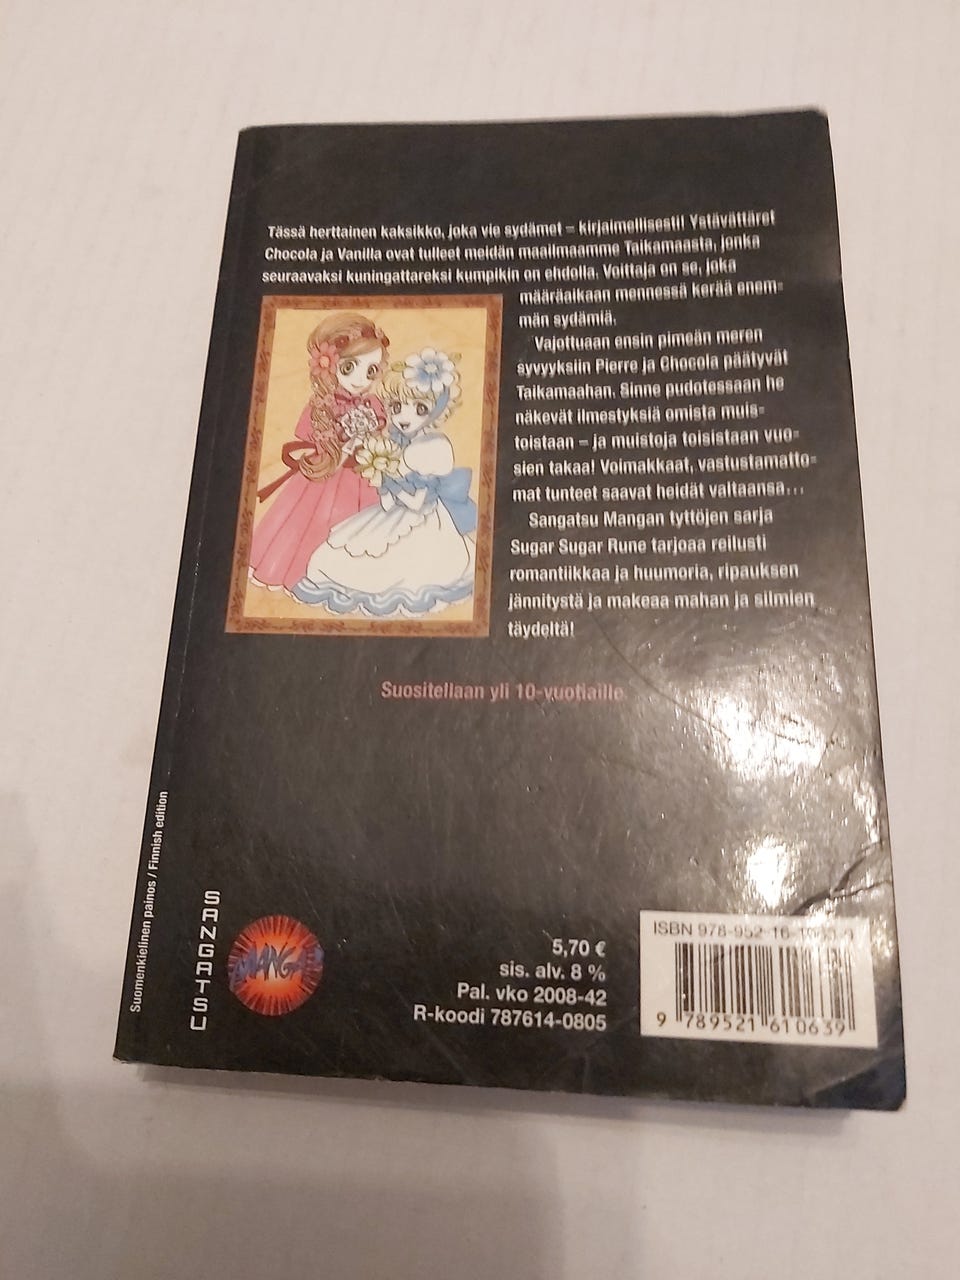 Tässä herttainen kaksikko, joka vie sydämet – kirjaimellisesti! Ystävättäret
Chocola ja Vanilla ovat tulleet meidän maailmaamme Taikamaasta, jonka
seuraavaksi kuningattareksi kumpikin on ehdolla. Voittaja on se, joka
määräaikaan mennessä kerää enem-
män sydämiä.
Vajottuaan ensin pimeän meren
syvyyksiin Pierre ja Chocola päätyvät
Taikamaahan. Sinne pudotessaan he
näkevät ilmestyksiä omista muis-
toistaan – ja muistoja toisistaan vuo-
sien takaa! Voimakkaat, vastustamatto-
mat tunteet saavat heidät valtaansa...
Sangatsu Mangan tyttöjen sarja
Sugar Sugar Rune tarjoaa reilusti
romantiikkaa ja huumoria, ripauksen
jännitystä ja makeaa mahan ja silmien
täydeltä!
Suositellaan yli 10-vuotiaille
Suomenkielinen painos / Finnish edition
SANGATSU
MANGA
5,70 €
sis. alv. 8 %
Pal. vko 2008-42
R-koodi 787614-0805
ISBN 978-952-16-
9 789521 610639